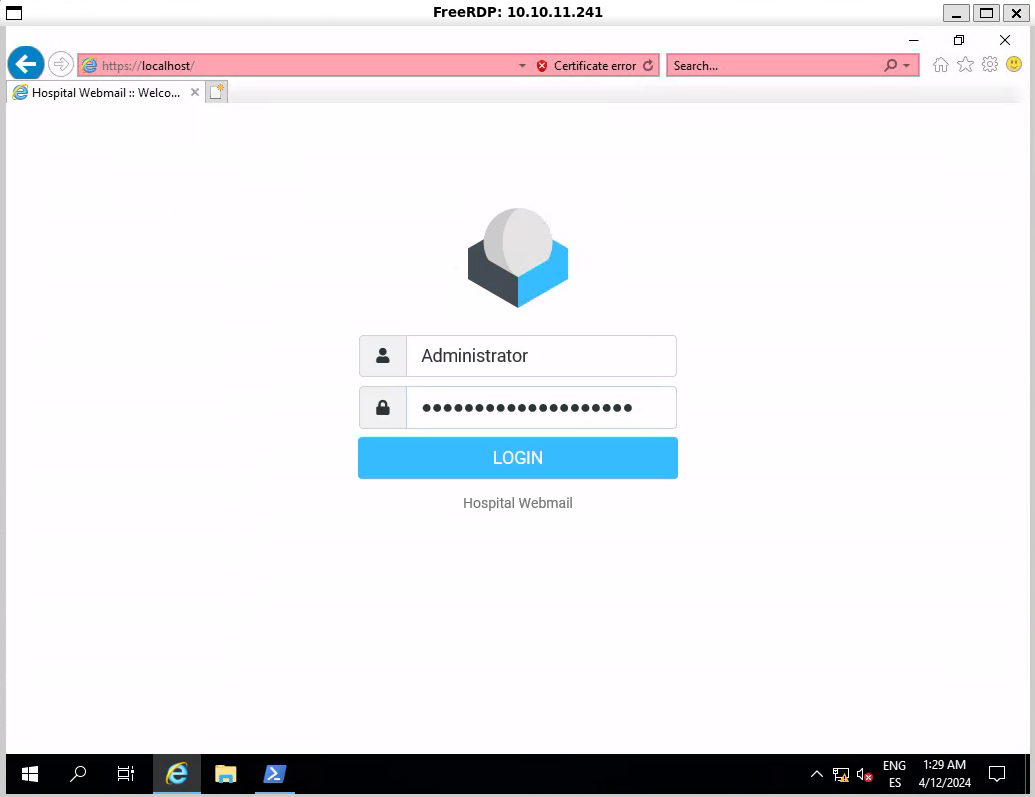 FreeRDP: 10.10.11.241
https://localhost/
Certificate error
Search...
Hospital Webmail :: Welco...
Administrator
●●●●●●●●●●●●●●●●●●●●
LOGIN
Hospital Webmail
ENG
ES
1:29 AM
4/12/2024